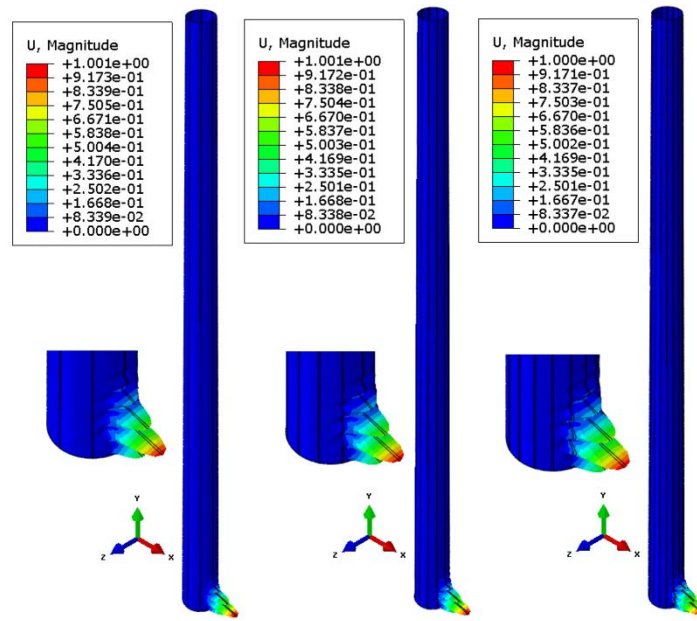 U, Magnitude
+1.001e+00
+9.173e-01
+8.339e-01
+7.505e-01
+6.671e-01
+5.838e-01
+5.004e-01
+4.170e-01
+3.336e-01
+2.502e-01
+1.668e-01
+8.339e-02
+0.000e+00
U, Magnitude
+1.001e+00
+9.172e-01
+8.338e-01
+7.504e-01
+6.670e-01
+5.837e-01
+5.003e-01
+4.169e-01
+3.335e-01
+2.501e-01
+1.668e-01
+8.338e-02
+0.000e+00
U, Magnitude
+1.000e+00
+9.171e-01
+8.337e-01
+7.503e-01
+6.670e-01
+5.836e-01
+5.002e-01
+4.169e-01
+3.335e-01
+2.501e-01
+1.667e-01
+8.337e-02
+0.000e+00
Y
Z X
Y
Z X
Y
Z X